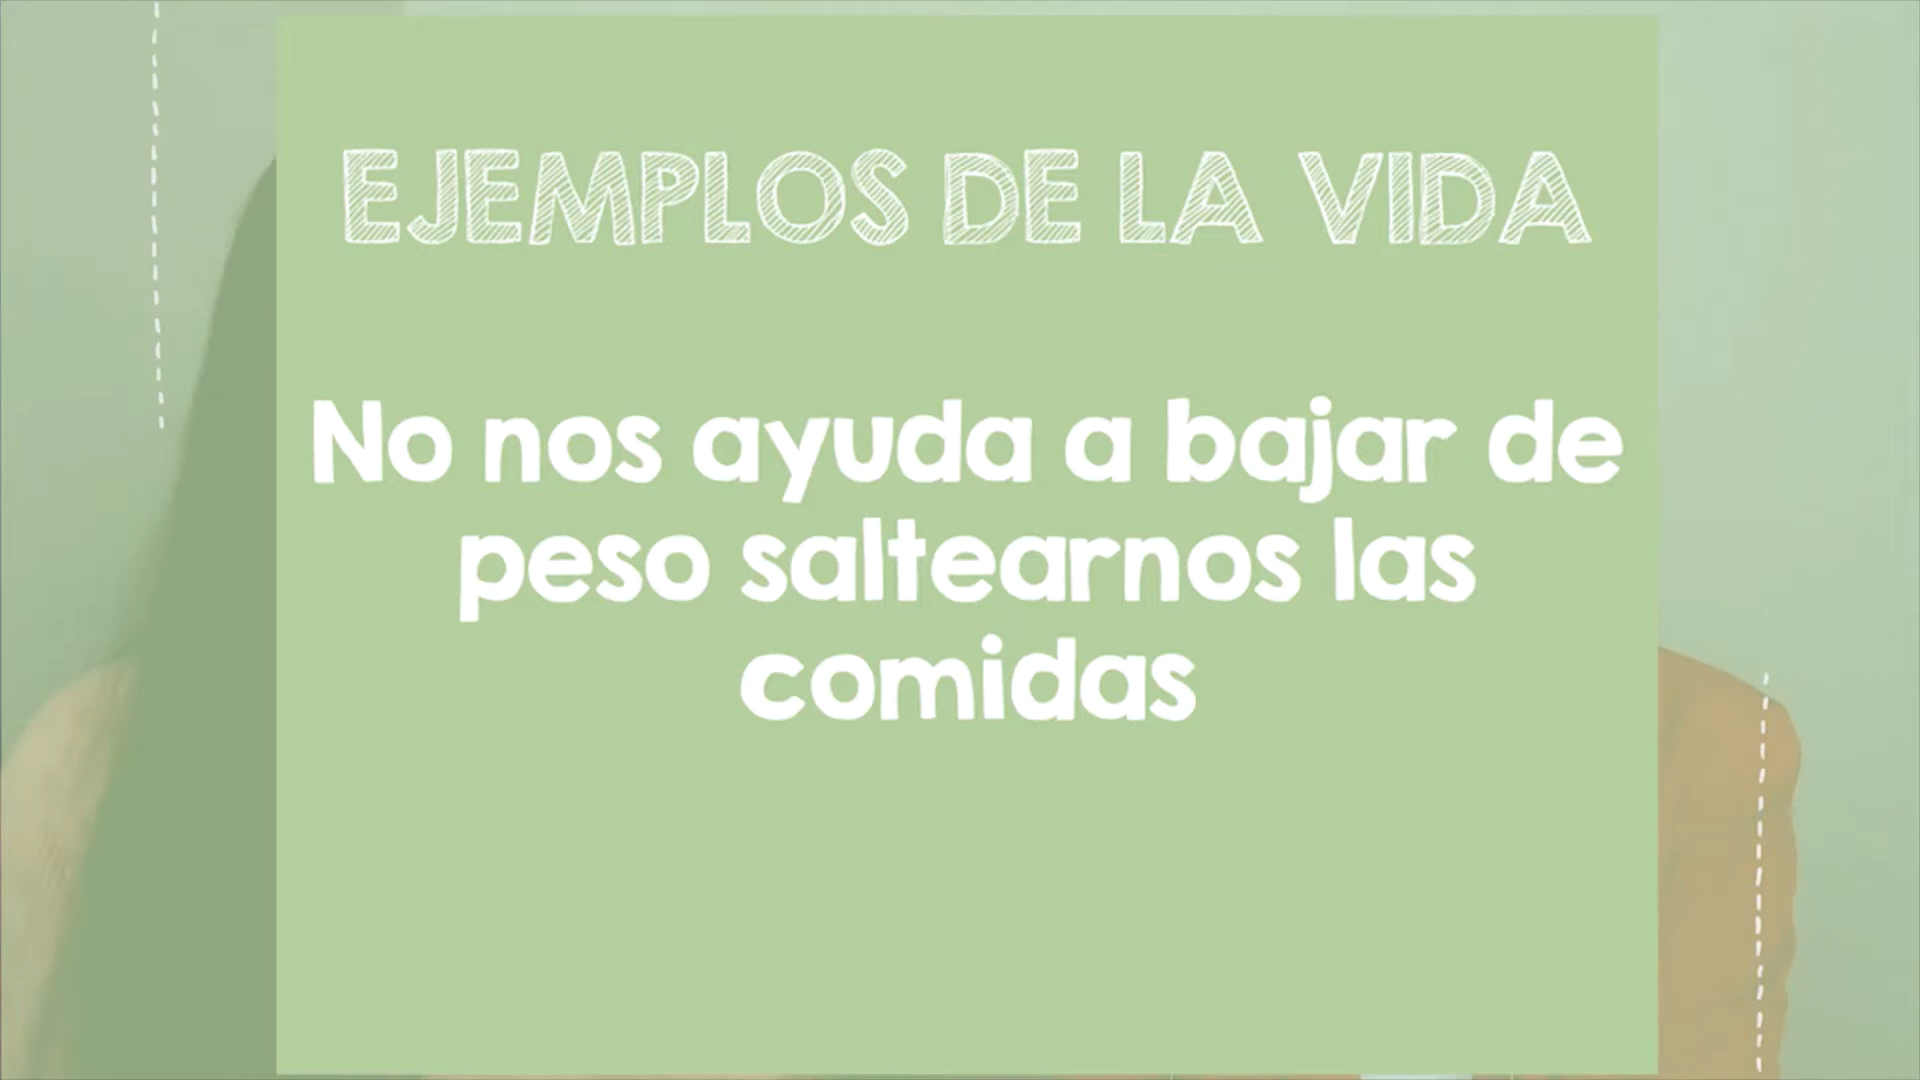 EJEMPLOS DE LA VIDA
No nos ayuda a bajar de
peso saltearnos las
comidas